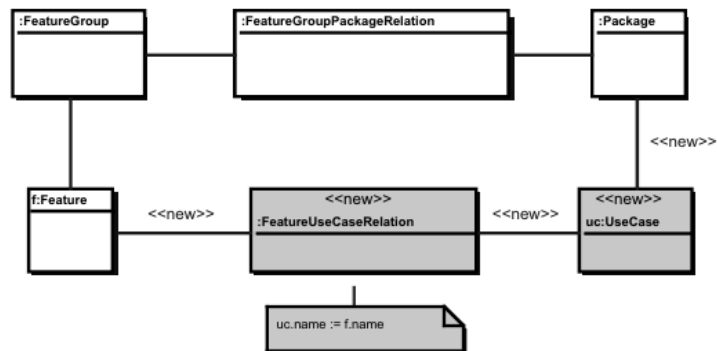 :FeatureGroup
:FeatureGroupPackageRelation
:Package
<<new>>
f:Feature
<<new>>
<<new>>
:FeatureUseCaseRelation
<<new>>
<<new>>
uc:UseCase
uc.name := f.name